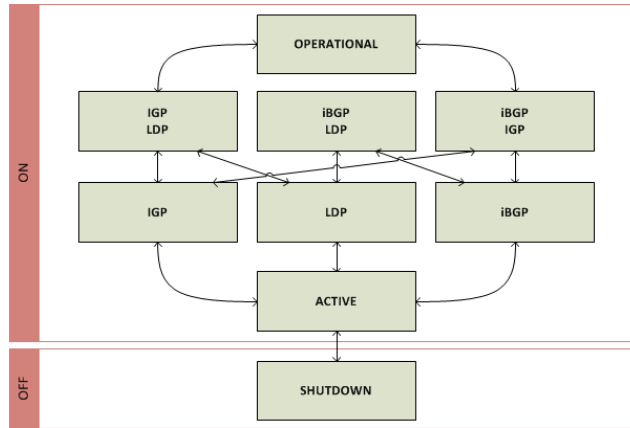 OPERATIONAL
IGP
LDP
iBGP
LDP
iBGP
IGP
ON
IGP
LDP
iBGP
ACTIVE
OFF
SHUTDOWN